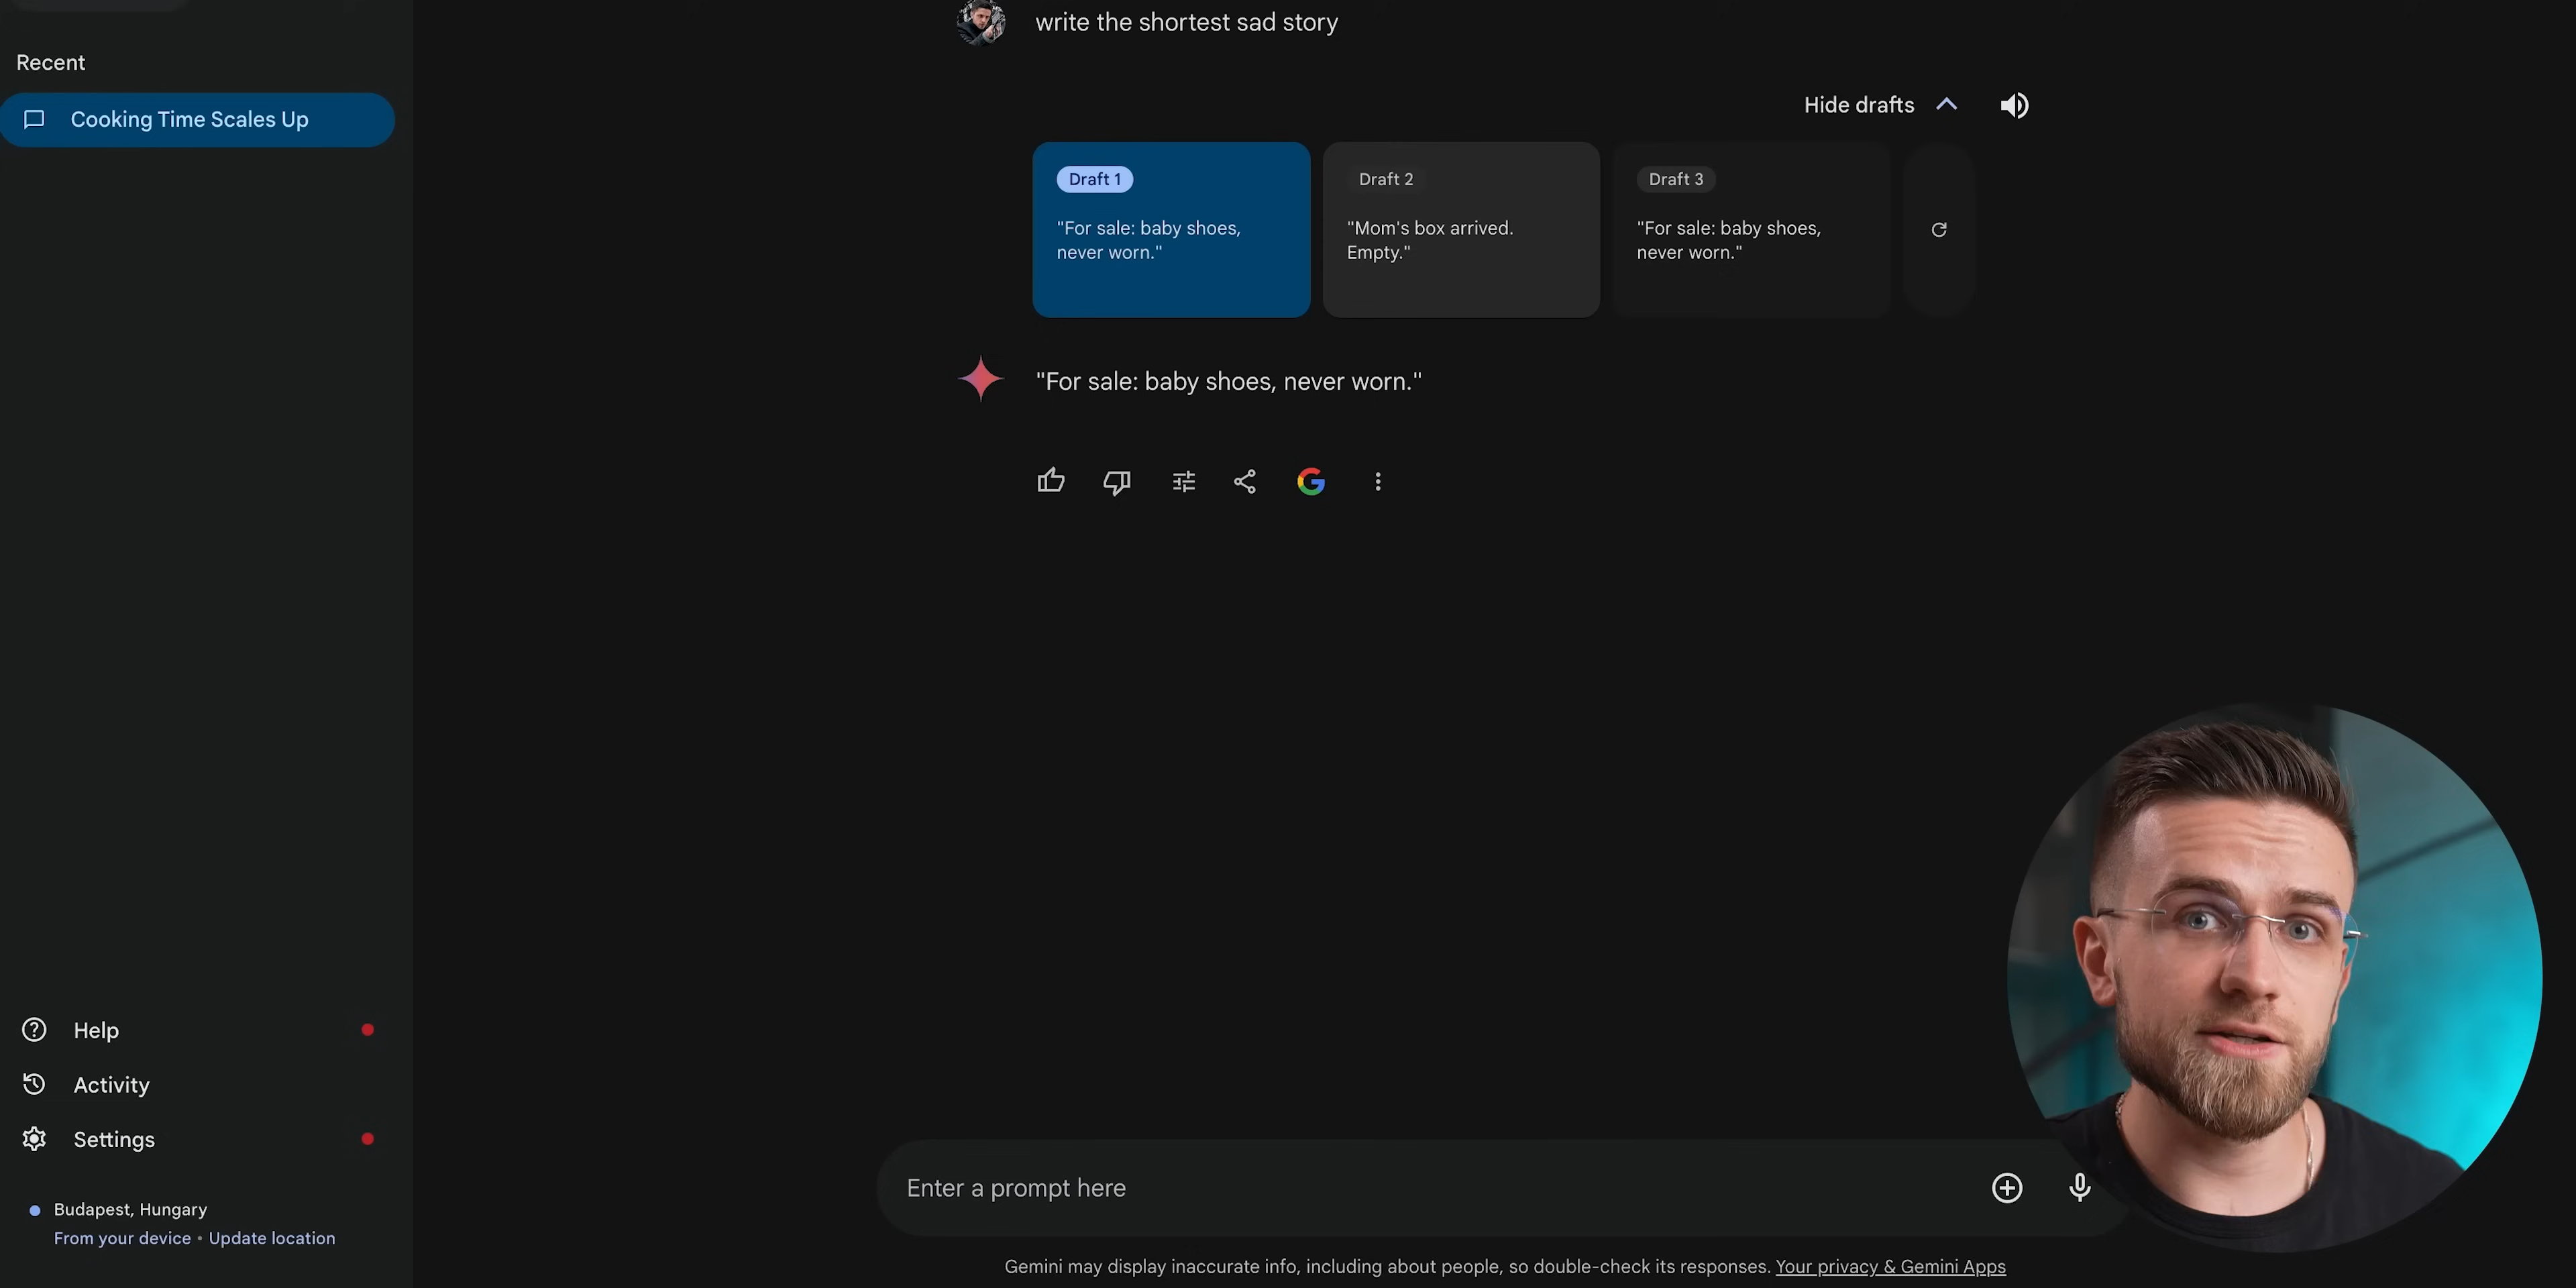 write the shortest sad story
Recent
Cooking Time Scales Up
Hide drafts
Draft 1
"For sale: baby shoes,
never worn."
Draft 2
"Mom's box arrived.
Empty."
Draft 3
"For sale: baby shoes,
never worn."
"For sale: baby shoes, never worn."
Help
Activity
Settings
Budapest, Hungary
From your device • Update location
Enter a prompt here
Gemini may display inaccurate info, including about people, so double-check its responses. Your privacy & Gemini Apps